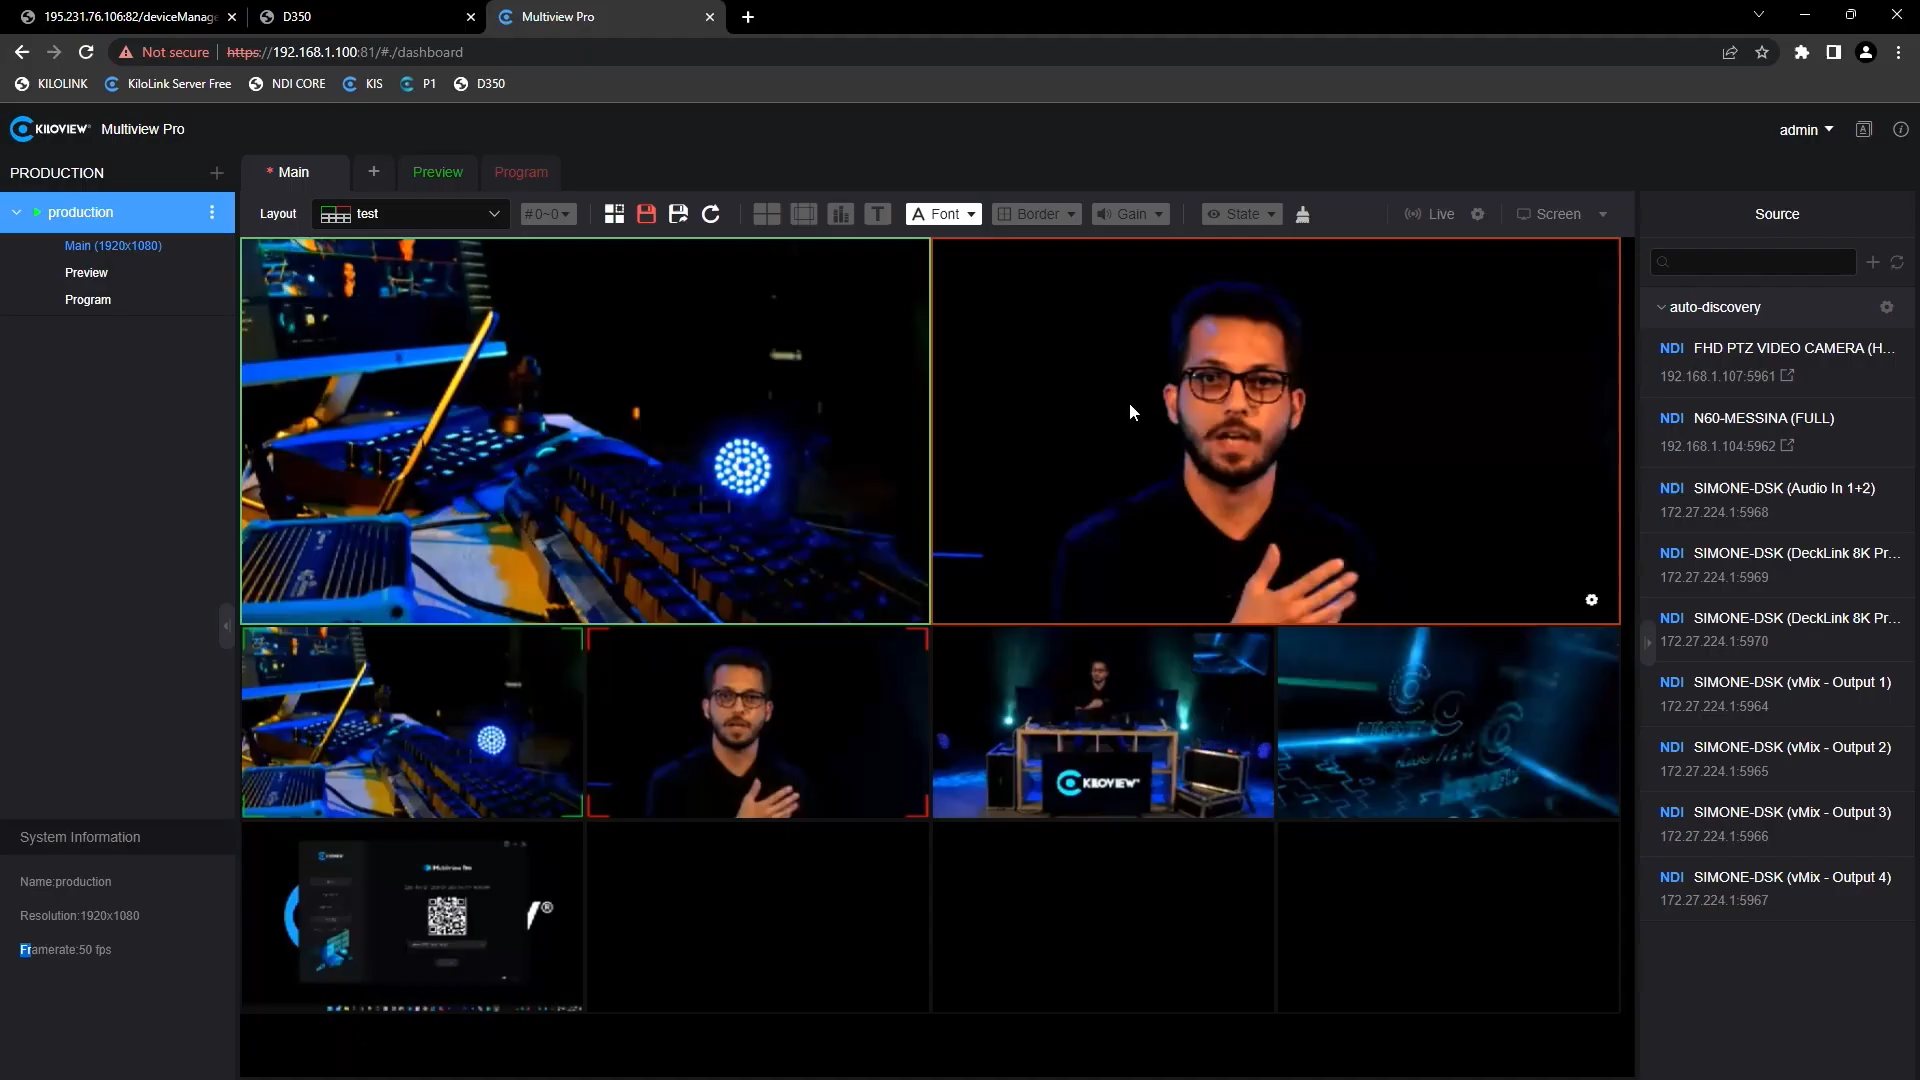 195.231.76.106:82/deviceManage
D350
Multiview Pro
Not secure
https://192.168.1.100:81/#./dashboard
KILOLINK
KiloLink Server Free
NDI CORE
KIS
P1
D350
KILOVIEW® Multiview Pro
admin
PRODUCTION
* Main
Preview
Program
production
Main (1920x1080)
Preview
Program
Layout
test
#0~0
T
A Font
Border
Gain
State
Live
Screen
Source
auto-discovery
NDI FHD PTZ VIDEO CAMERA (H...
192.168.1.107:5961
NDI N60-MESSINA (FULL)
192.168.1.104:5962
NDI SIMONE-DSK (Audio In 1+2)
172.27.224.1:5968
NDI SIMONE-DSK (DeckLink 8K Pr...
172.27.224.1:5969
NDI SIMONE-DSK (DeckLink 8K Pr...
172.27.224.1:5970
NDI SIMONE-DSK (vMix - Output 1)
172.27.224.1:5964
NDI SIMONE-DSK (vMix - Output 2)
172.27.224.1:5965
NDI SIMONE-DSK (vMix - Output 3)
172.27.224.1:5966
NDI SIMONE-DSK (vMix - Output 4)
172.27.224.1:5967
KILOVIEW®
Multiview Pro
System Information
Name:production
Resolution:1920x1080
Framerate:50 fps